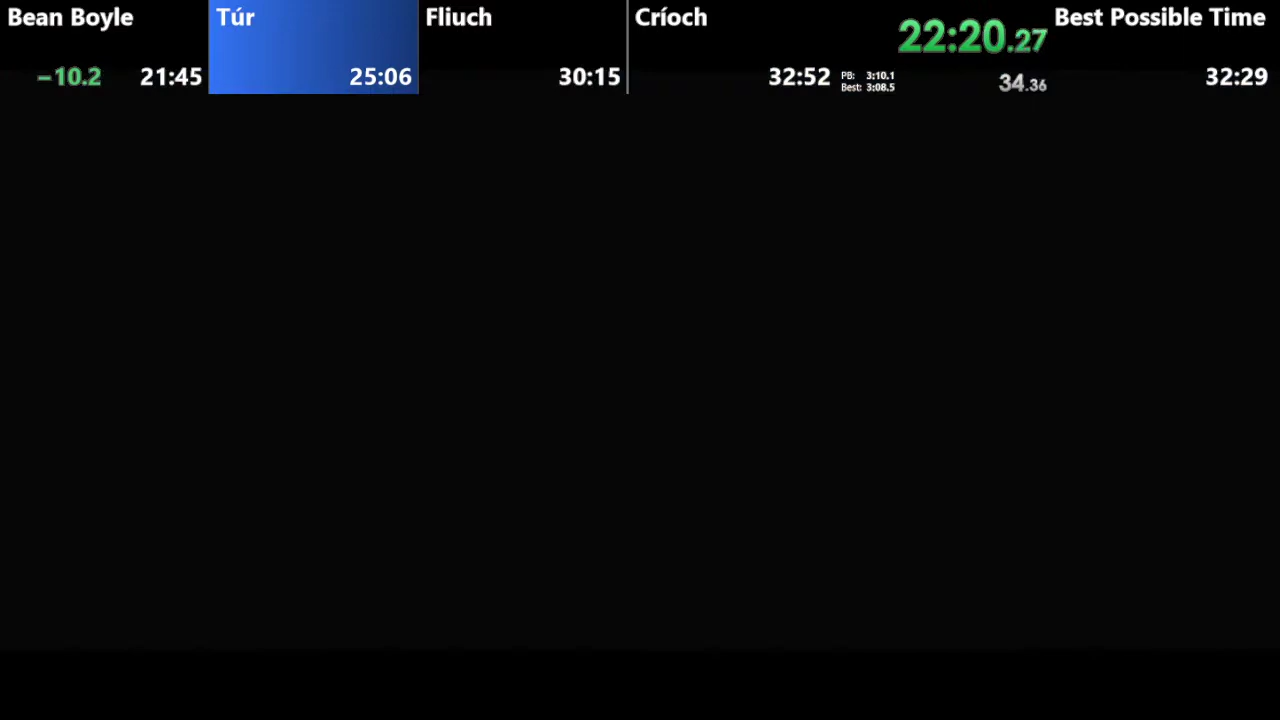 Bean Boyle
−10.2 21:45
Túr
25:06
Fliuch
30:15
Críoch
32:52
PB: 3:10.1
Best: 3:08.5
22:20.27
34.36
Best Possible Time
32:29